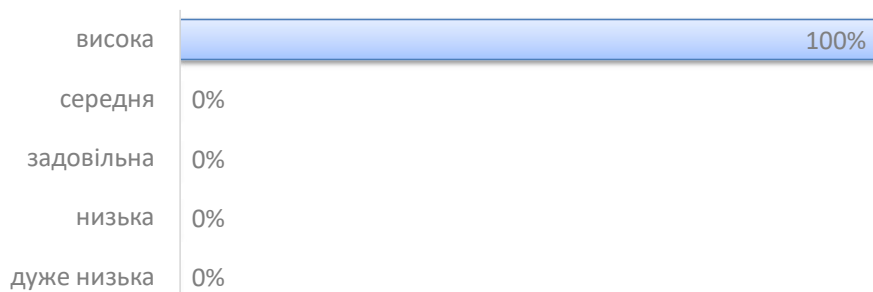 висока 100%
середня 0%
задовільна 0%
низька 0%
дуже низька 0%